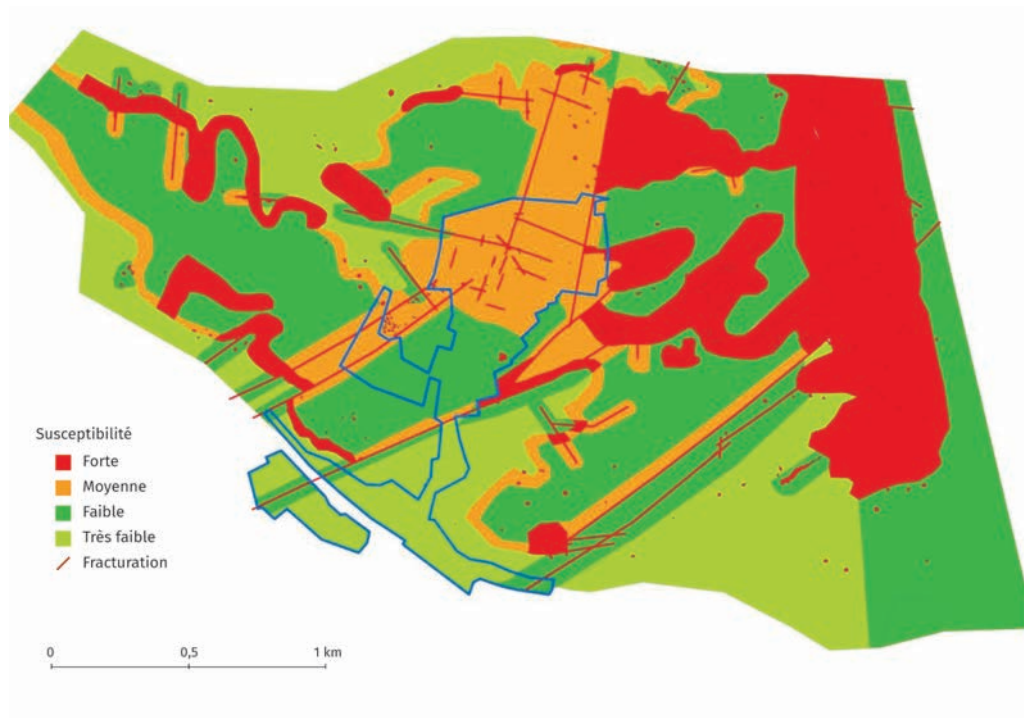 Susceptibilité
Forte
Moyenne
Faible
Très faible
Fracturation
0 0,5 1 km